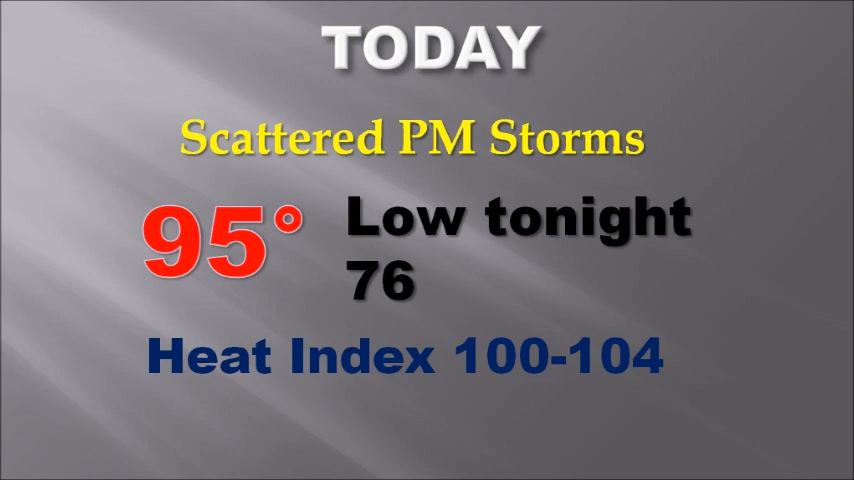 TODAY
Scattered PM Storms
95° Low tonight
76
Heat Index 100-104